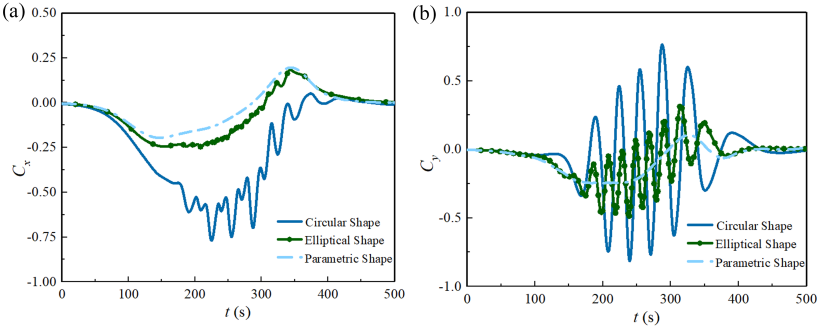 (a)
0.50
0.25
0.00
-0.25
-0.50
-0.75
-1.00
Cx
Circular Shape
Elliptical Shape
Parametric Shape
0 100 200 300 400 500
t (s)
(b)
1.0
0.5
0.0
-0.5
-1.0
Cy
Circular Shape
Elliptical Shape
Parametric Shape
0 100 200 300 400 500
t (s)